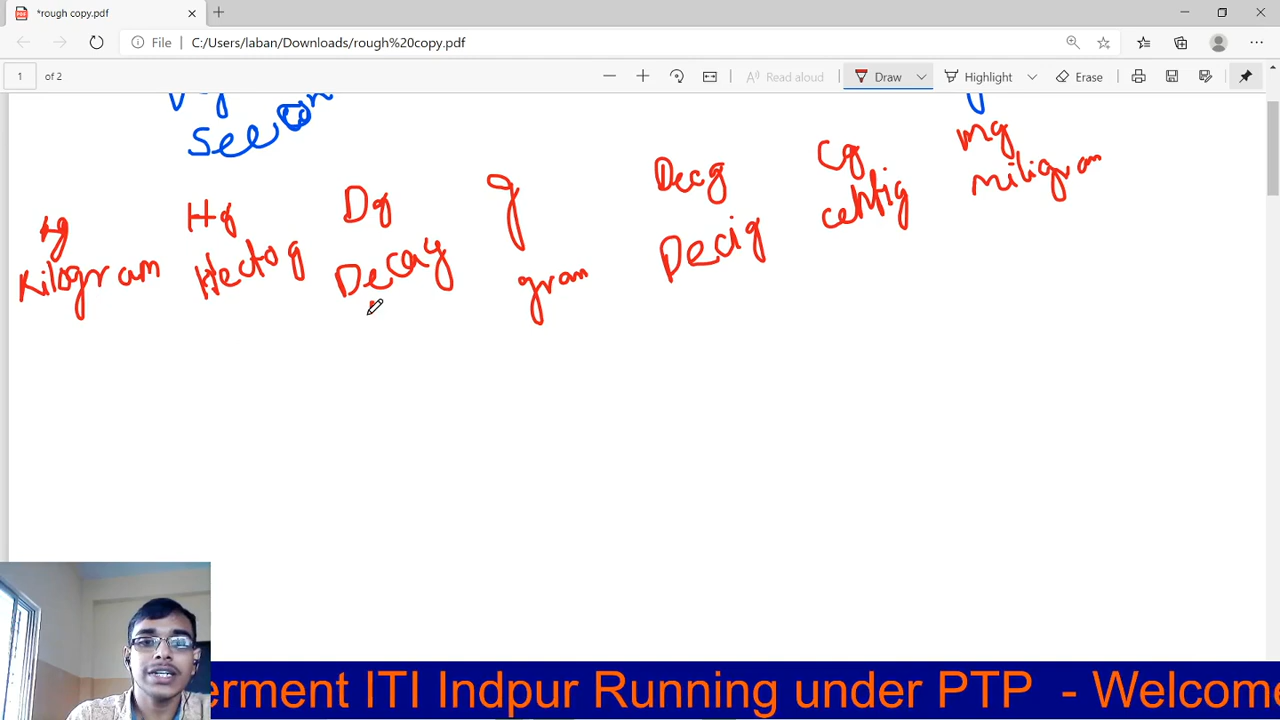 *rough copy.pdf
File C:/Users/laban/Downloads/rough%20copy.pdf
1 of 2 Read aloud Draw Highlight Erase
See
Kg Hg Dg g Decg Cg mg
Kilogram Hectog Decag gram Decig centig miligram
erment ITI Indpur Running under PTP - Welcome